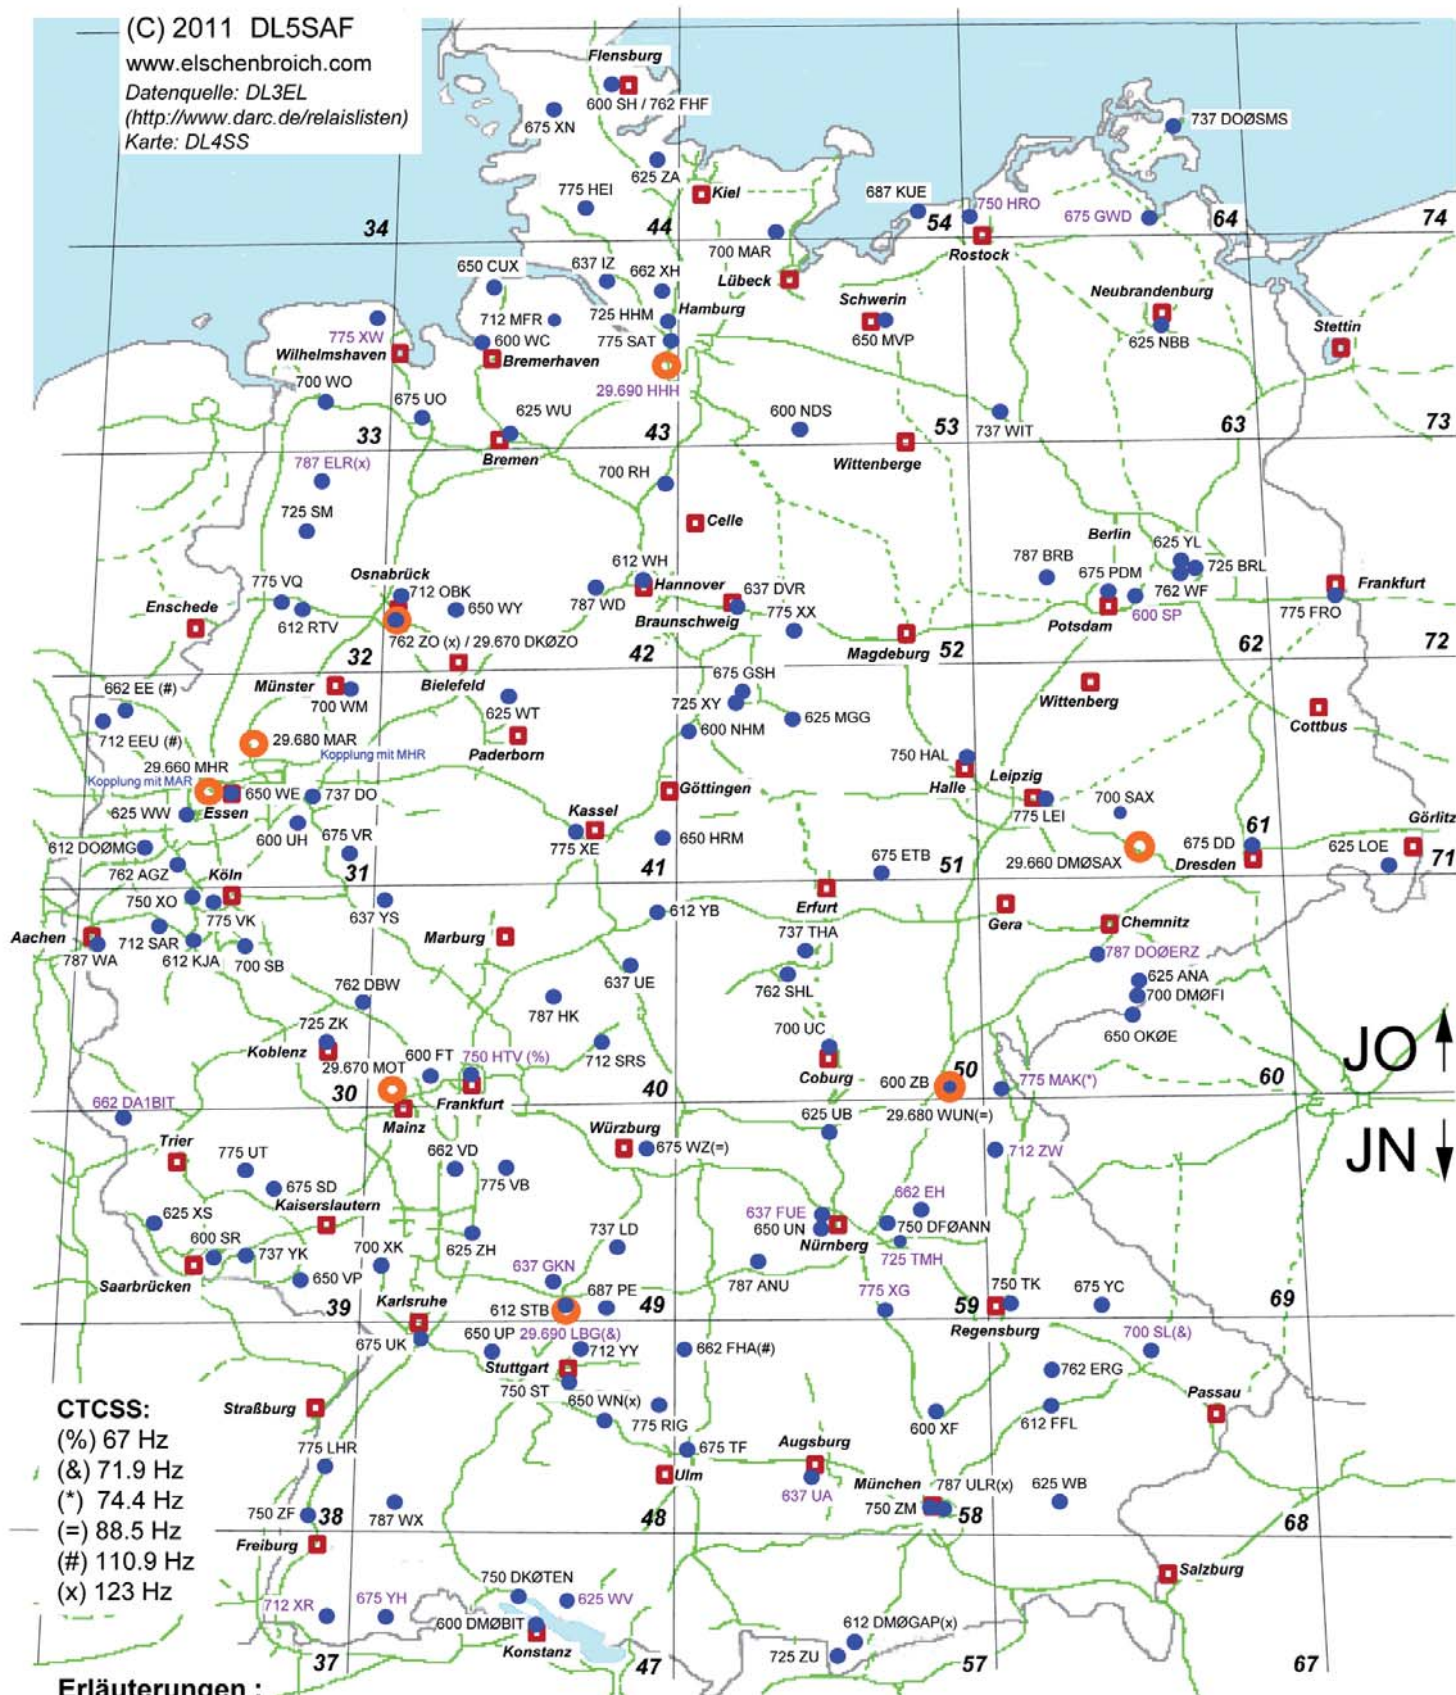 (C) 2011 DL5SAF
www.elschenbroich.com
Datenquelle: DL3EL
(http://www.darc.de/relaislisten)
Karte: DL4SS
Flensburg
600 SH / 762 FHF
675 XN
737 DOØSMS
625 ZA
775 HEI
Kiel
687 KUE
750 HRO
675 GWD
34
44
54
64
74
700 MAR
Rostock
650 CUX
637 IZ
662 XH
Lübeck
Hamburg
Schwerin
Neubrandenburg
712 MFR
725 HHM
775 XW
600 WC
775 SAT
650 MVP
625 NBB
Stettin
Wilhelmshaven
Bremerhaven
700 WO
29.690 HHH
675 UO
625 WU
600 NDS
737 WIT
33
43
53
63
73
Bremen
Wittenberge
787 ELR(x)
700 RH
725 SM
Celle
Berlin
625 YL
787 BRB
725 BRL
675 PDM
762 WF
Osnabrück
612 WH
775 VQ
712 OBK
Hannover
637 DVR
Frankfurt
Enschede
650 WY
787 WD
600 SP
775 FRO
612 RTV
Braunschweig
775 XX
Potsdam
762 ZO (x) / 29.670 DKØZO
Magdeburg
32
42
52
62
72
662 EE (#)
Münster
Bielefeld
675 GSH
Wittenberg
700 WM
625 WT
725 XY
625 MGG
Cottbus
712 EEU (#)
29.680 MAR
600 NHM
Paderborn
Kopplung mit MHR
29.660 MHR
750 HAL
Kopplung mit MAR
650 WE
737 DO
Göttingen
Halle
Leipzig
625 WW
Essen
Kassel
775 LEI
700 SAX
600 UH
675 VR
650 HRM
61
Görlitz
612 DOØMG
775 XE
675 DD
625 LOE
762 AGZ
675 ETB
29.660 DMØSAX
Dresden
71
Köln
31
41
51
750 XO
775 VK
637 YS
612 YB
Erfurt
Gera
Chemnitz
Aachen
712 SAR
Marburg
737 THA
787 WA
612 KJA
700 SB
787 DOØERZ
637 UE
762 SHL
625 ANA
762 DBW
787 HK
700 DMØFI
650 OKØE
725 ZK
700 UC
Koblenz
600 FT
750 HTV (%)
712 SRS
JO
29.670 MOT
Coburg
600 ZB
50
775 MAK(*)
60
30
Frankfurt
40
625 UB
29.680 WUN(=)
662 DA1BIT
Mainz
Trier
Würzburg
675 WZ(=)
712 ZW
JN
775 UT
662 VD
775 VB
675 SD
Kaiserslautern
662 EH
625 XS
637 FUE
750 DFØANN
600 SR
737 LD
650 UN
737 YK
700 XK
625 ZH
Nürnberg
725 TMH
Saarbrücken
650 VP
637 GKN
787 ANU
687 PE
775 XG
750 TK
675 YC
39
Karlsruhe
612 STB
49
59
69
Regensburg
675 UK
650 UP
29.690 LBG(&)
700 SL(&)
712 YY
662 FHA(#)
Stuttgart
762 ERG
750 ST
650 WN(x)
Passau
CTCSS:
Straßburg
775 RIG
600 XF
612 FFL
(%) 67 Hz
775 LHR
675 TF
Augsburg
(&) 71.9 Hz
Ulm
München
787 ULR(x)
625 WB
(*) 74.4 Hz
637 UA
750 ZM
(=) 88.5 Hz
750 ZF
38
787 WX
48
58
68
(#) 110.9 Hz
Freiburg
(x) 123 Hz
Salzburg
750 DKØTEN
712 XR
675 YH
625 WV
600 DMØBIT
612 DMØGAP(x)
Konstanz
725 ZU
37
47
57
67
Erläuterungen :